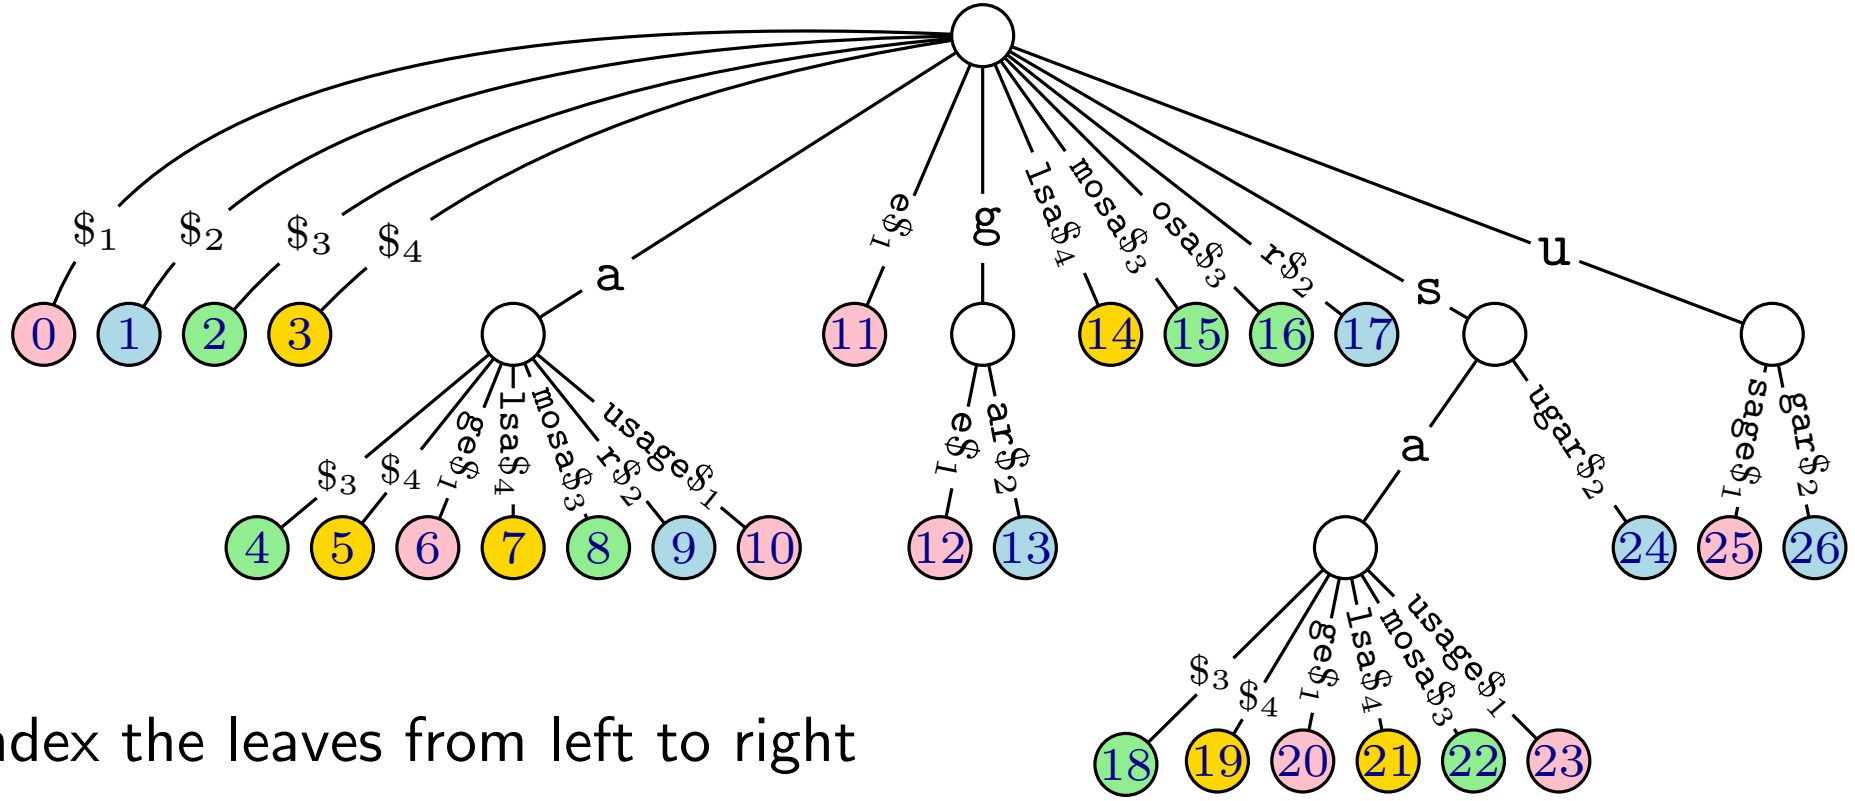 $1 $2 $3 $4 a e$1 g lsa$4 mosa$3 osa$3 r$2 s u
0 1 2 3 11 14 15 16 17
$3 $4 ge$1 lsa$4 mosa$3 r$2 usage$1 e$1 ar$2 a ugar$2 sage$1 gar$2
4 5 6 7 8 9 10 12 13 24 25 26
$3 $4 ge$1 lsa$4 mosa$3 usage$1
18 19 20 21 22 23
ndex the leaves from left to right